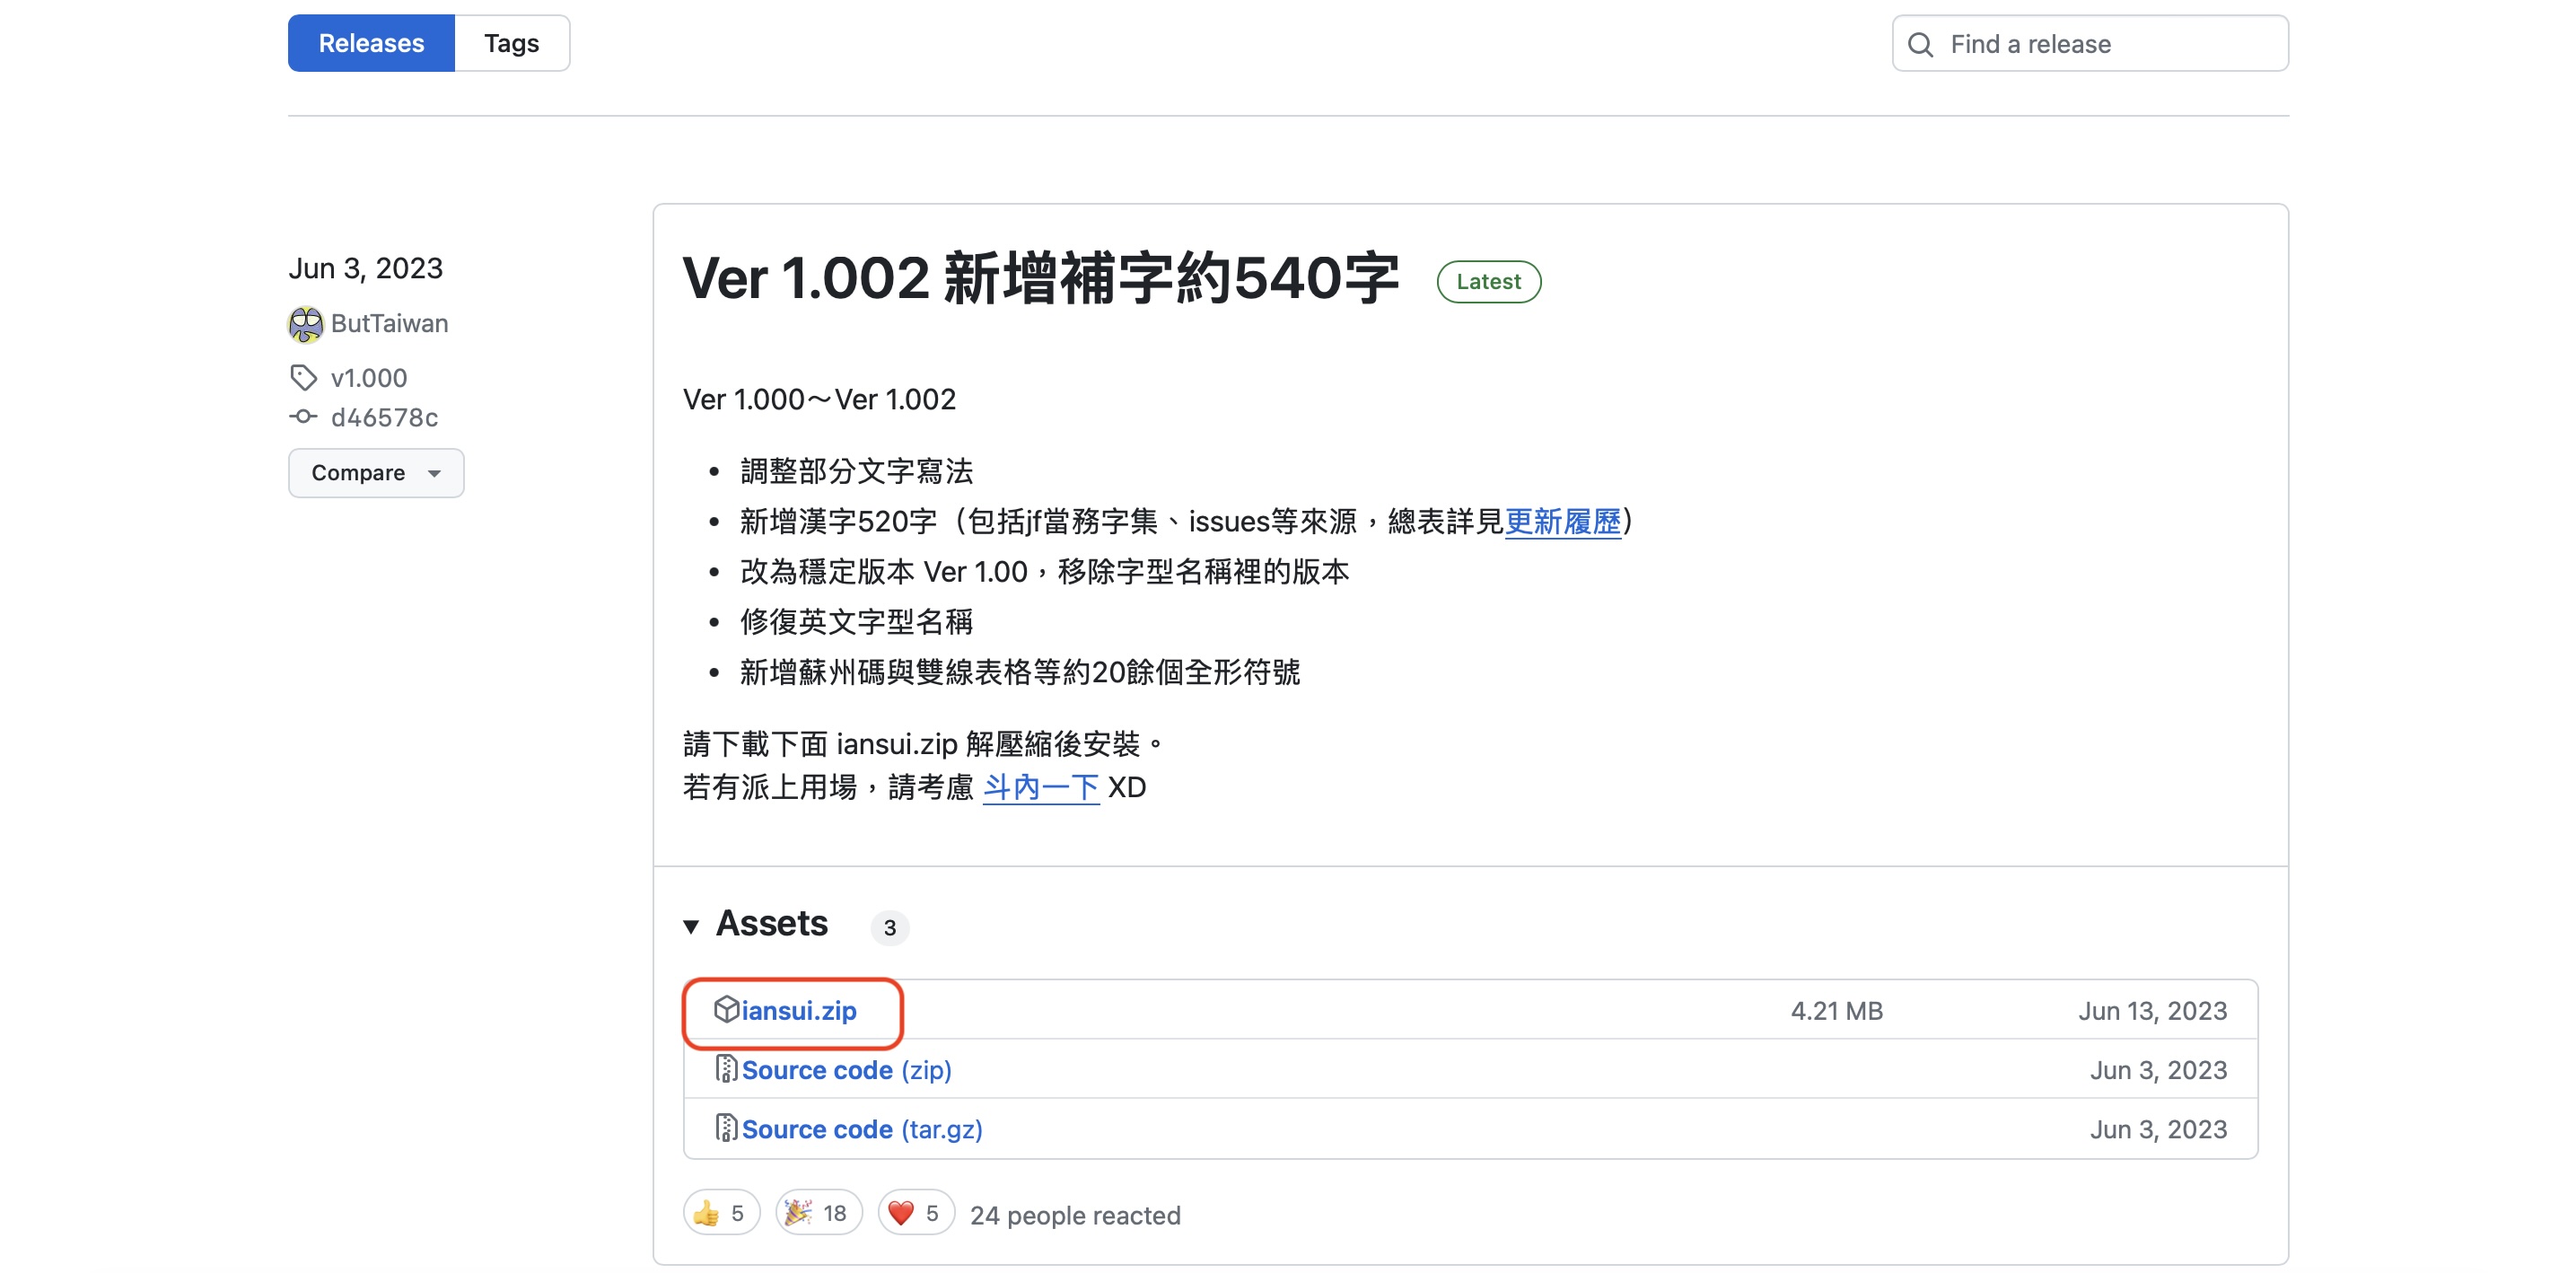 Releases Tags Find a release
Jun 3, 2023
ButTaiwan
v1.000
d46578c
Compare
Ver 1.002 新增補字約540字 Latest
Ver 1.000～Ver 1.002
• 調整部分文字寫法
• 新增漢字520字（包括jf當務字集、issues等來源，總表詳見更新履歷）
• 改為穩定版本 Ver 1.00，移除字型名稱裡的版本
• 修復英文字型名稱
• 新增蘇州碼與雙線表格等約20餘個全形符號
請下載下面 iansui.zip 解壓縮後安裝。
若有派上用場，請考慮 斗內一下 XD
Assets 3
iansui.zip 4.21 MB Jun 13, 2023
Source code (zip) Jun 3, 2023
Source code (tar.gz) Jun 3, 2023
👍 5 🎉 18 ❤️ 5 24 people reacted